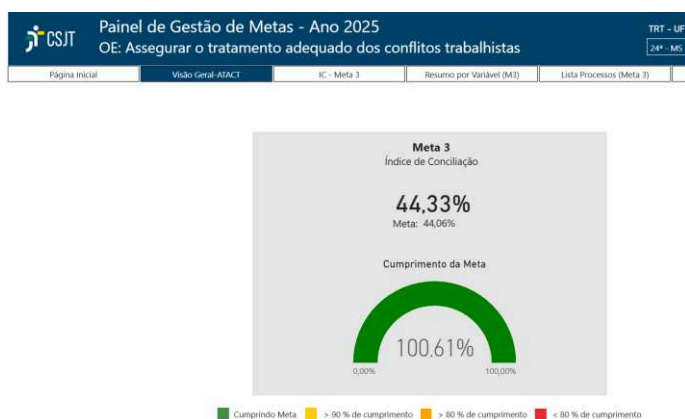 CSJT
Painel de Gestão de Metas - Ano 2025
OE: Assegurar o tratamento adequado dos conflitos trabalhistas
TRT - UF
24ª - MS
Página Inicial
Visão Geral-ATACT
IC - Meta 3
Resumo por Variável (M3)
Lista Processos (Meta 3)
Meta 3
Índice de Conciliação
44,33%
Meta: 44,06%
Cumprimento da Meta
100,61%
0,00%
100,00%
Cumprindo Meta
> 90 % de cumprimento
> 80 % de cumprimento
< 80 % de cumprimento